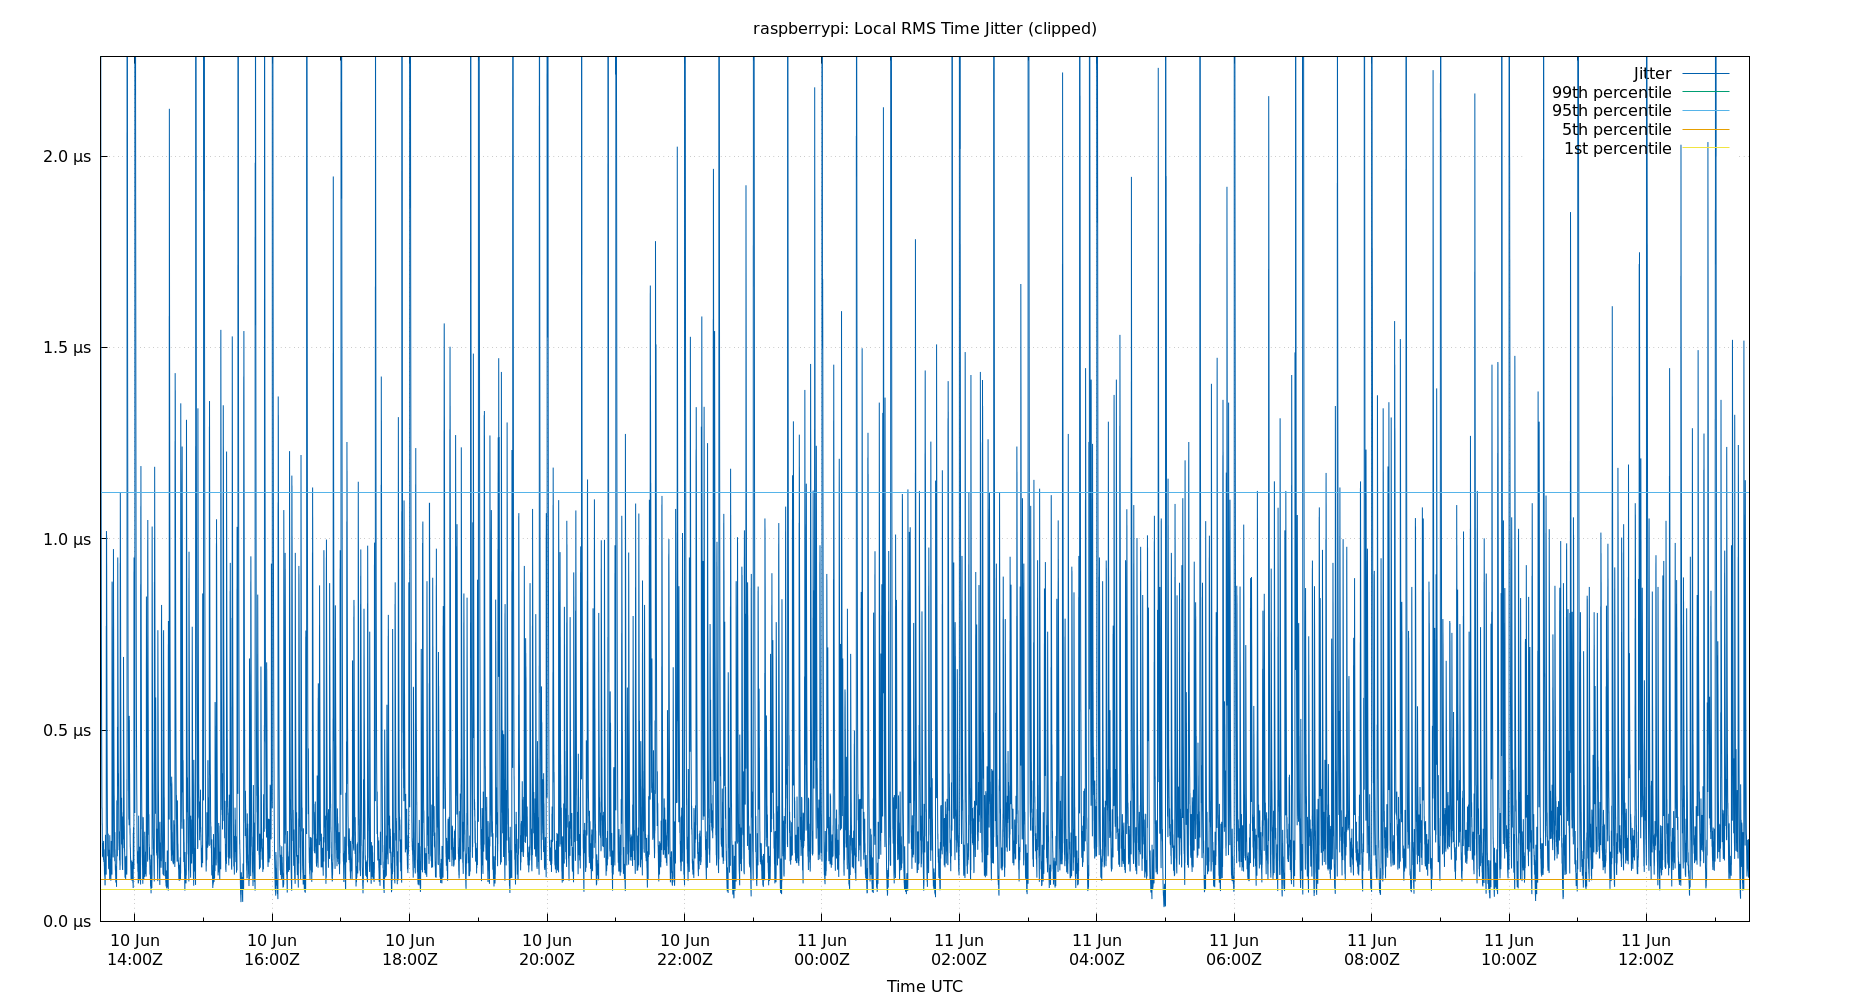 raspberrypi: Local RMS Time Jitter (clipped)
Jitter
99th percentile
95th percentile
5th percentile
1st percentile
2.0 µs
1.5 µs
1.0 µs
0.5 µs
0.0 µs
10 Jun 10 Jun 10 Jun 10 Jun 10 Jun 11 Jun 11 Jun 11 Jun 11 Jun 11 Jun 11 Jun 11 Jun
14:00Z 16:00Z 18:00Z 20:00Z 22:00Z 00:00Z 02:00Z 04:00Z 06:00Z 08:00Z 10:00Z 12:00Z
Time UTC